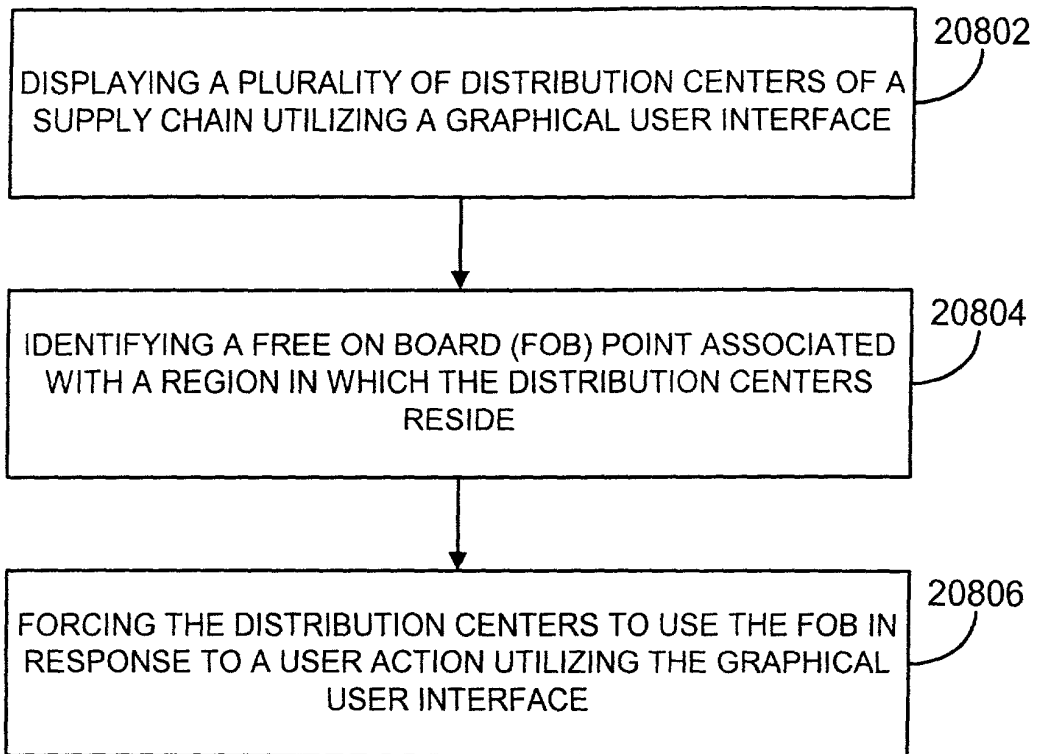 20802
DISPLAYING A PLURALITY OF DISTRIBUTION CENTERS OF A
SUPPLY CHAIN UTILIZING A GRAPHICAL USER INTERFACE
20804
IDENTIFYING A FREE ON BOARD (FOB) POINT ASSOCIATED
WITH A REGION IN WHICH THE DISTRIBUTION CENTERS
RESIDE
20806
FORCING THE DISTRIBUTION CENTERS TO USE THE FOB IN
RESPONSE TO A USER ACTION UTILIZING THE GRAPHICAL
USER INTERFACE